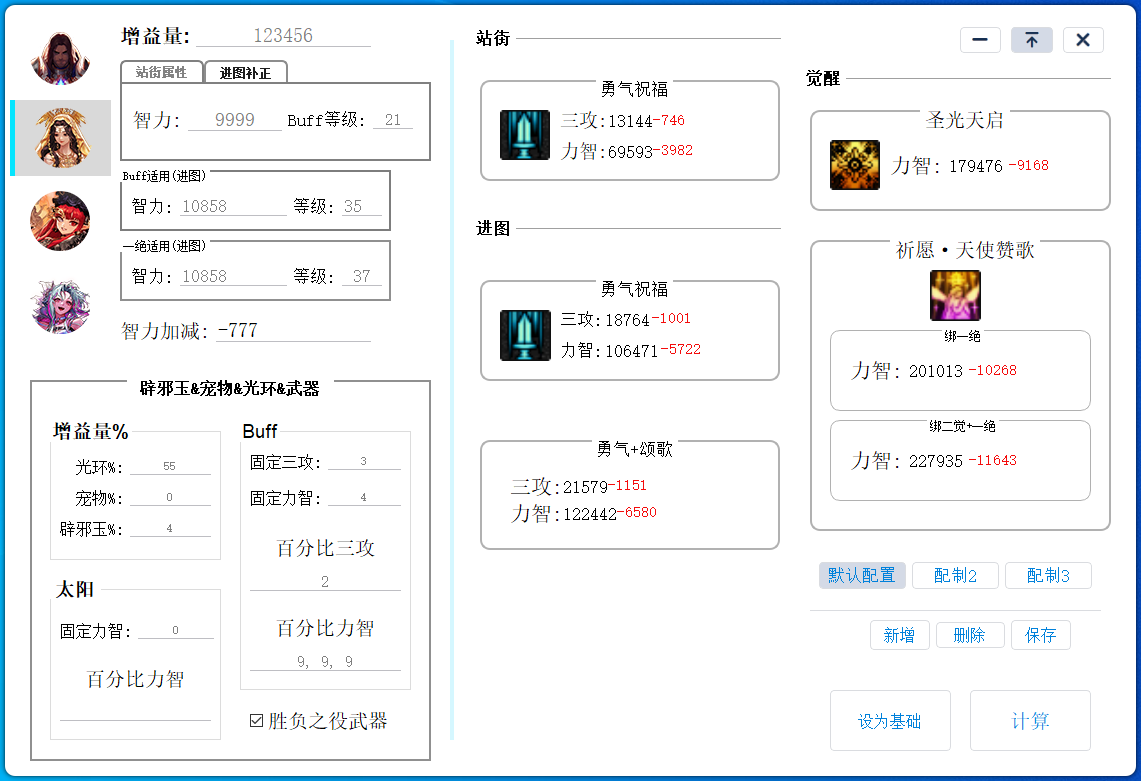 增益量: 123456
站街属性 进图补正
智力: 9999 Buff等级: 21
Buff适用(进图)
智力: 10858 等级: 35
一绝适用(进图)
智力: 10858 等级: 37
智力加减: -777
辟邪玉&宠物&光环&武器
增益量%
光环%: 55
宠物%: 0
辟邪玉%: 4
太阳
固定力智: 0
百分比力智
Buff
固定三攻: 3
固定力智: 4
百分比三攻
2
百分比力智
9, 9, 9
胜负之役武器
站街
勇气祝福
三攻:13144-746
力智:69593-3982
进图
勇气祝福
三攻:18764-1001
力智:106471-5722
勇气+颂歌
三攻:21579-1151
力智:122442-6580
觉醒
圣光天启
力智: 179476 -9168
祈愿·天使赞歌
绑一绝
力智: 201013 -10268
绑二觉+一绝
力智: 227935 -11643
默认配置 配制2 配制3
新增 删除 保存
设为基础 计算